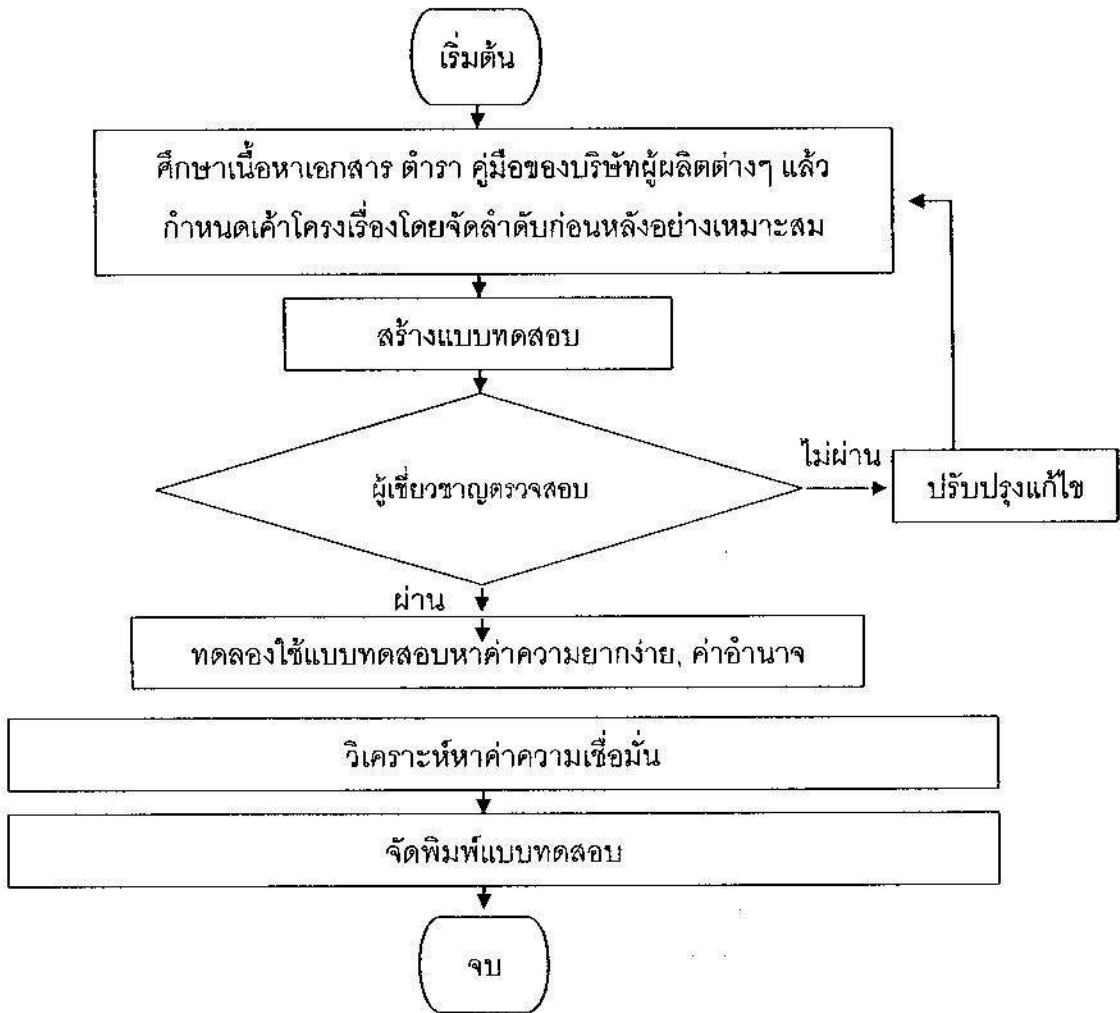 เริ่มต้น
ศึกษาเนื้อหาเอกสาร ตำรา คู่มือของบริษัทผู้ผลิตต่างๆ แล้ว
กำหนดเค้าโครงเรื่องโดยจัดลำดับก่อนหลังอย่างเหมาะสม
สร้างแบบทดสอบ
ผู้เชี่ยวชาญตรวจสอบ
ไม่ผ่าน
ปรับปรุงแก้ไข
ผ่าน
ทดลองใช้แบบทดสอบหาค่าความยากง่าย, ค่าอำนาจ
วิเคราะห์หาค่าความเชื่อมั่น
จัดพิมพ์แบบทดสอบ
จบ